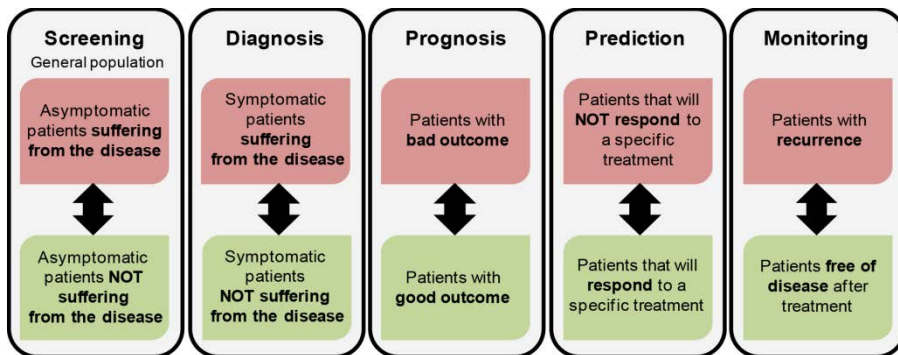 Screening
General population
Asymptomatic
patients suffering
from the disease
Asymptomatic
patients NOT
suffering
from the disease
Diagnosis
Symptomatic
patients
suffering
from the disease
Symptomatic
patients
NOT suffering
from the disease
Prognosis
Patients with
bad outcome
Patients with
good outcome
Prediction
Patients that will
NOT respond to
a specific
treatment
Patients that will
respond to a
specific treatment
Monitoring
Patients with
recurrence
Patients free of
disease after
treatment